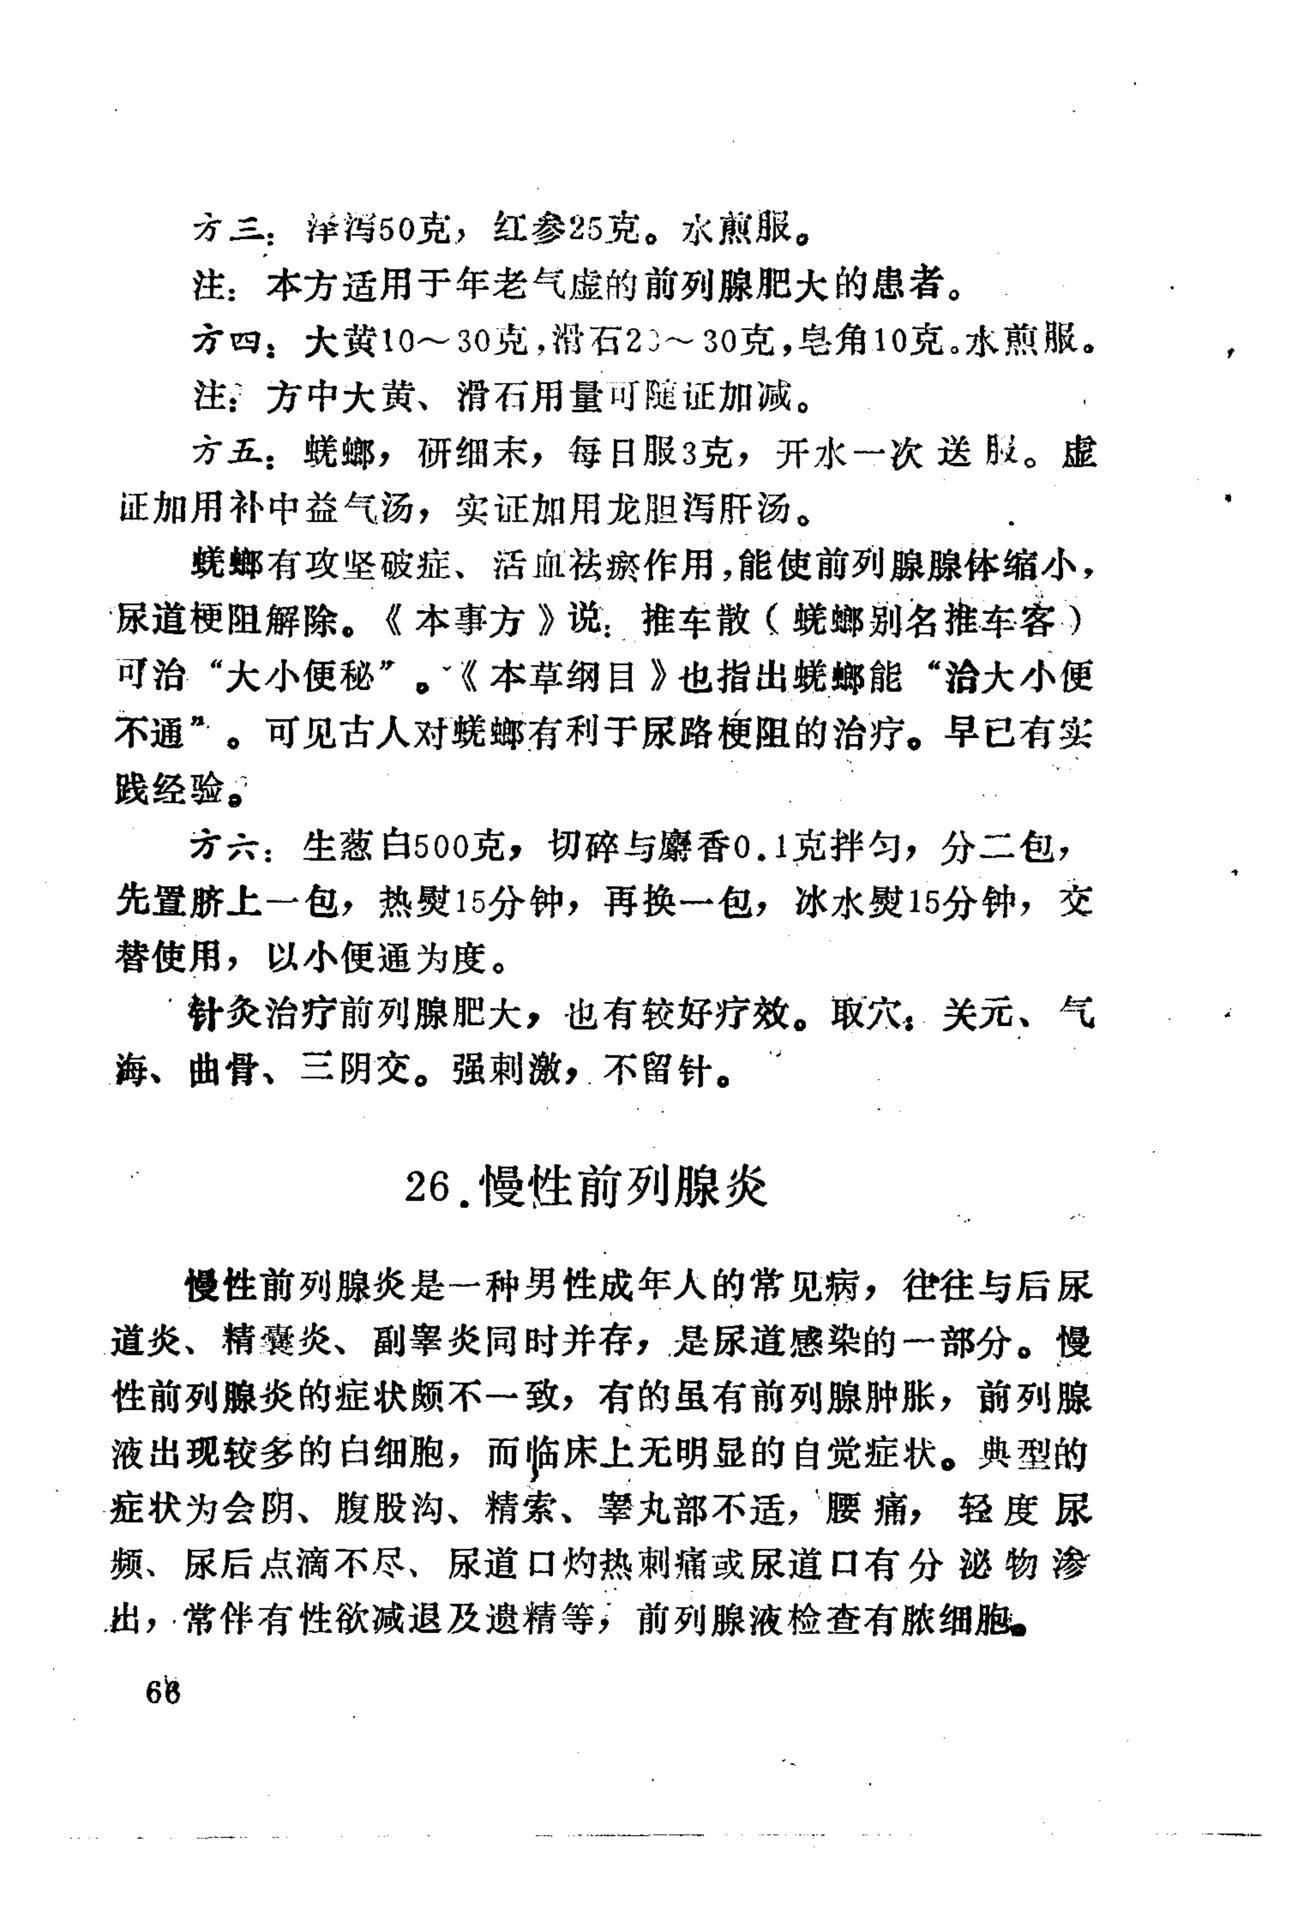 方三：泽泻50克，红参25克。水煎服。
注：本方适用于年老气虚的前列腺肥大的患者。
方四：大黄10～30克，滑石20～30克，皂角10克。水煎服。
注：方中大黄、滑石用量可随证加减。
方五：蜣螂，研细末，每日服3克，开水一次送服。虚
证加用补中益气汤，实证加用龙胆泻肝汤。
蜣螂有攻坚破症、活血祛瘀作用，能使前列腺腺体缩小，
尿道梗阻解除。《本事方》说：推车散（蜣螂别名推车客）
可治“大小便秘”。《本草纲目》也指出蜣螂能“治大小便
不通”。可见古人对蜣螂有利于尿路梗阻的治疗。早已有实
践经验。
方六：生葱白500克，切碎与麝香0.1克拌匀，分二包，
先置脐上一包，热熨15分钟，再换一包，冰水熨15分钟，交
替使用，以小便通为度。
针灸治疗前列腺肥大，也有较好疗效。取穴：关元、气
海、曲骨、三阴交。强刺激，不留针。
26.慢性前列腺炎
慢性前列腺炎是一种男性成年人的常见病，往往与后尿
道炎、精囊炎、副睾炎同时并存，是尿道感染的一部分。慢
性前列腺炎的症状颇不一致，有的虽有前列腺肿胀，前列腺
液出现较多的白细胞，而临床上无明显的自觉症状。典型的
症状为会阴、腹股沟、精索、睾丸部不适，腰痛，轻度尿
频、尿后点滴不尽、尿道口灼热刺痛或尿道口有分泌物渗
出，常伴有性欲减退及遗精等，前列腺液检查有脓细胞。
66